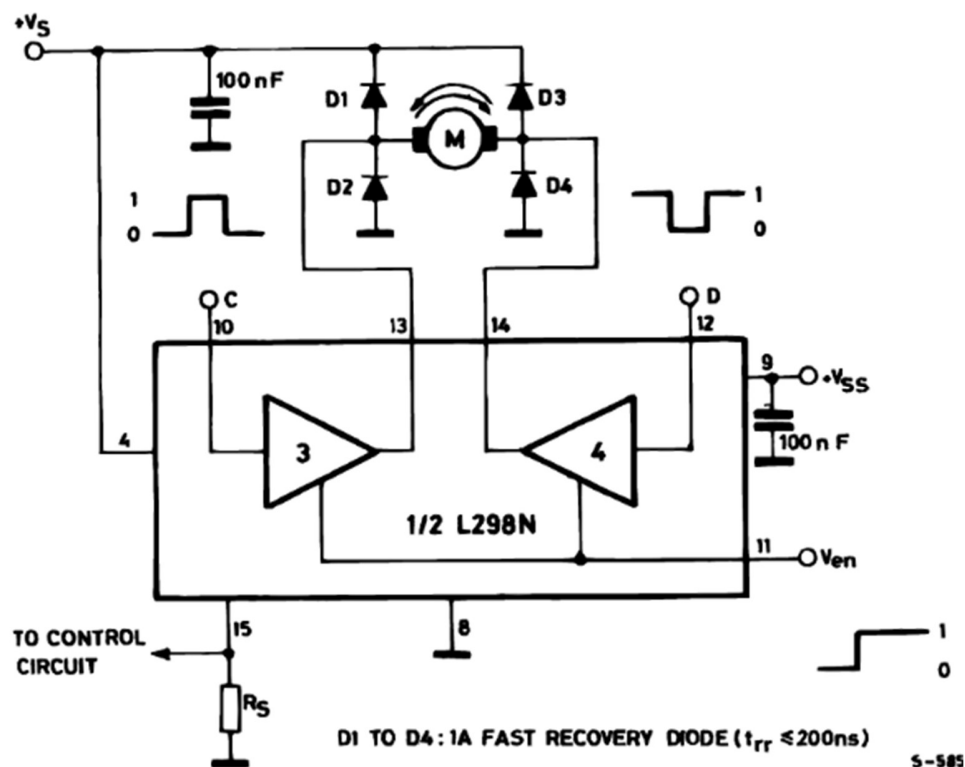 +VS
100nF
D1
D3
M
D2
D4
1
0
1
0
C
D
10
13
14
12
9
+VSS
100nF
4
3
4
1/2 L298N
11
Ven
15
8
TO CONTROL
CIRCUIT
RS
1
0
D1 TO D4: 1A FAST RECOVERY DIODE (trr ≤200ns)